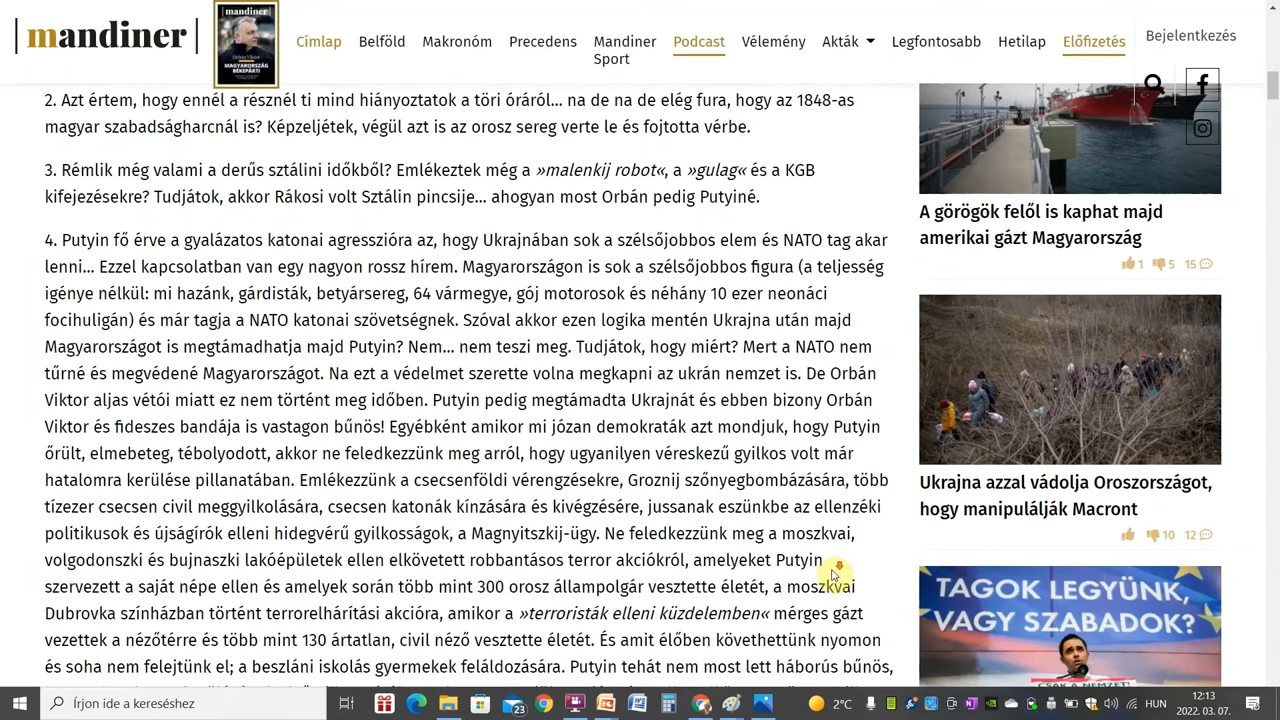 mandiner
mandiner
MAGYARORSZÁG
BÉKEPÁRTI
Címlap Belföld Makronóm Precedens Mandiner Sport Podcast Vélemény Akták Legfontosabb Hetilap Előfizetés Bejelentkezés
2. Azt értem, hogy ennél a résznél ti mind hiányoztatok a töri óráról... na de na de elég fura, hogy az 1848-as
magyar szabadságharcnál is? Képzeljétek, végül azt is az orosz sereg verte le és fojtotta vérbe.
3. Rémlik még valami a derűs sztálini időkből? Emlékeztek még a »malenkij robot«, a »gulag« és a KGB
kifejezésekre? Tudjátok, akkor Rákosi volt Sztálin pincsije... ahogyan most Orbán pedig Putyiné.
4. Putyin fő érve a gyalázatos katonai agresszióra az, hogy Ukrajnában sok a szélsőjobbos elem és NATO tag akar
lenni... Ezzel kapcsolatban van egy nagyon rossz hírem. Magyarországon is sok a szélsőjobbos figura (a teljesség
igénye nélkül: mi hazánk, gárdisták, betyársereg, 64 vármegye, gój motorosok és néhány 10 ezer neonáci
focihuligán) és már tagja a NATO katonai szövetségnek. Szóval akkor ezen logika mentén Ukrajna után majd
Magyarországot is megtámadhatja majd Putyin? Nem... nem teszi meg. Tudjátok, hogy miért? Mert a NATO nem
tűrné és megvédené Magyarországot. Na ezt a védelmet szerette volna megkapni az ukrán nemzet is. De Orbán
Viktor aljas vétói miatt ez nem történt meg időben. Putyin pedig megtámadta Ukrajnát és ebben bizony Orbán
Viktor és fideszes bandája is vastagon bűnös! Egyébként amikor mi józan demokraták azt mondjuk, hogy Putyin
őrült, elmebeteg, tébolyodott, akkor ne feledkezzünk meg arról, hogy ugyanilyen véreskezű gyilkos volt már
hatalomra kerülése pillanatában. Emlékezzünk a csecsenföldi vérengzésekre, Groznij szőnyegbombázására, több
tízezer csecsen civil meggyilkolására, csecsen katonák kínzására és kivégzésére, jussanak eszünkbe az ellenzéki
politikusok és újságírók elleni hidegvérű gyilkosságok, a Magnyitszkij-ügy. Ne feledkezzünk meg a moszkvai,
volgodonszki és bujnaszki lakóépületek ellen elkövetett robbantásos terror akciókról, amelyeket Putyin
szervezett a saját népe ellen és amelyek során több mint 300 orosz állampolgár vesztette életét, a moszkvai
Dubrovka színházban történt terrorelhárítási akcióra, amikor a »terroristák elleni küzdelemben« mérges gázt
vezettek a nézőtérre és több mint 130 ártatlan, civil néző vesztette életét. És amit élőben követhettünk nyomon
és soha nem felejtünk el; a beszláni iskolás gyermekek feláldozására. Putyin tehát nem most lett háborús bűnös,
A görögök felől is kaphat majd
amerikai gázt Magyarország
1 5 15
Ukrajna azzal vádolja Oroszországot,
hogy manipulálják Macront
10 12
TAGOK LEGYÜNK,
VAGY SZABADOK?
CSAK A NEMZET!
Írjon ide a kereséshez
23
2°C
HUN
12:13
2022. 03. 07.